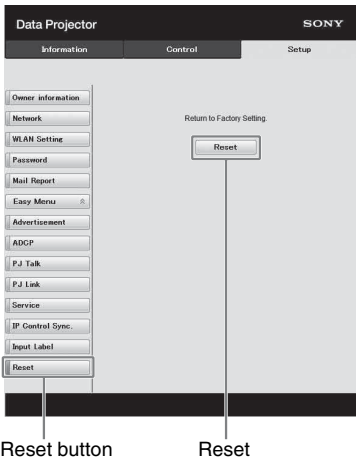 Data Projector
SONY
Information
Control
Setup
Owner information
Network
WLAN Setting
Password
Mail Report
Easy Menu
Advertisement
ADCP
PJ Talk
PJ Link
Service
IP Control Sync.
Input Label
Reset
Return to Factory Setting.
Reset
Reset button
Reset